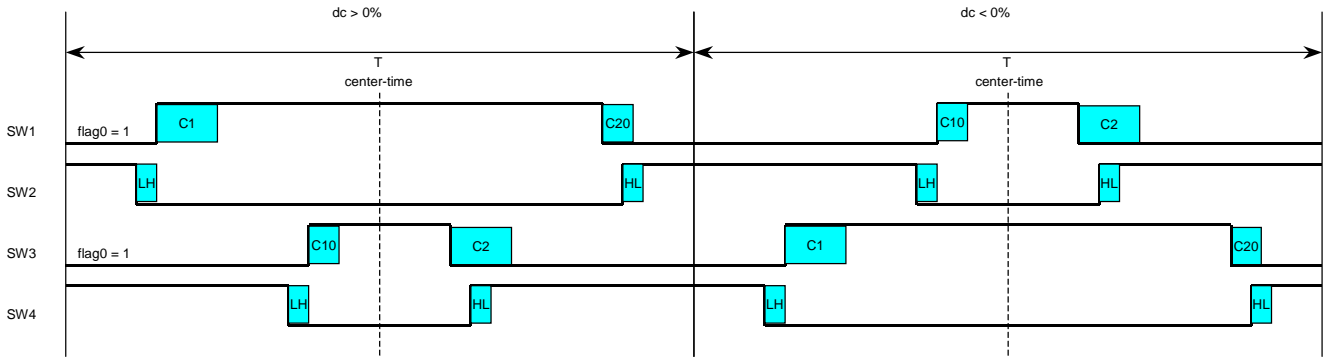 dc > 0% dc < 0%
T T
center-time center-time
SW1 flag0 = 1 C1 C20 C10 C2
SW2 LH HL LH HL
SW3 flag0 = 1 C10 C2 C1 C20
SW4 LH HL LH HL